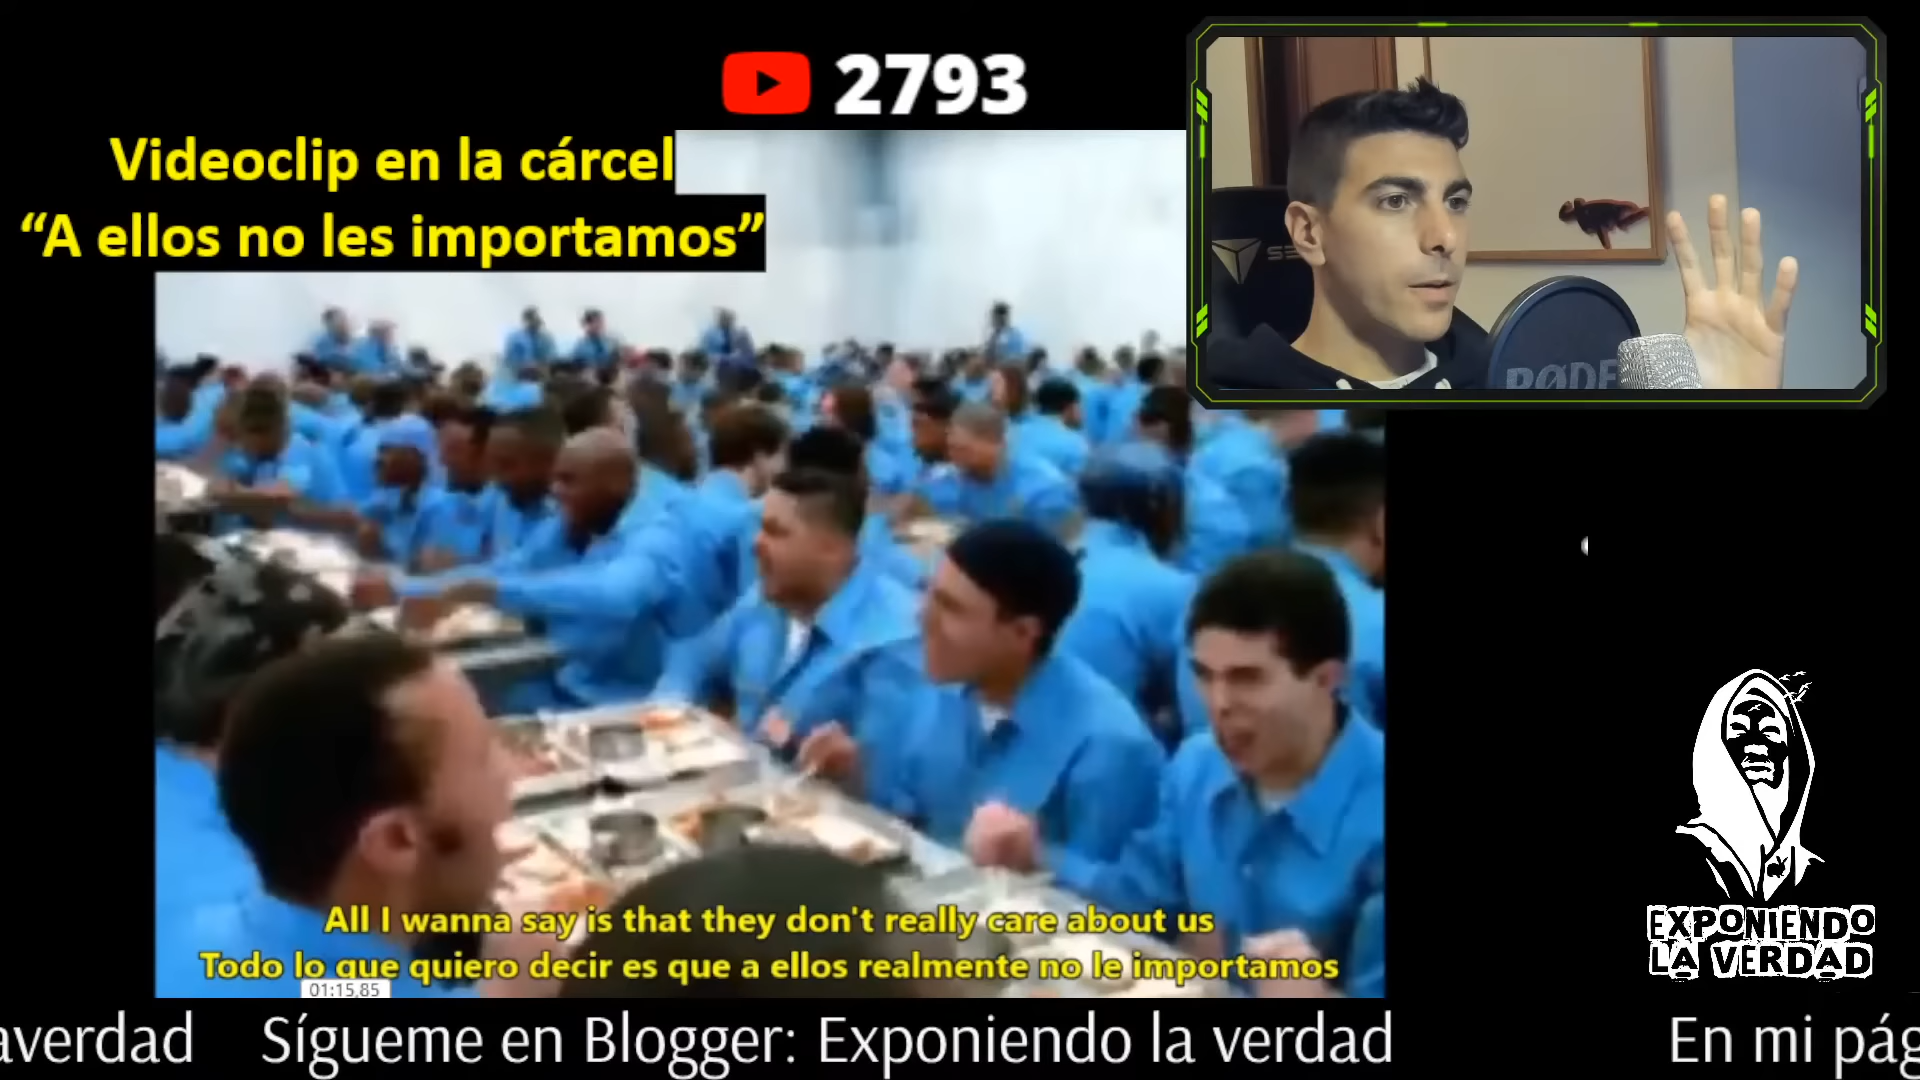 2793
Videoclip en la cárcel
“A ellos no les importamos”
RØDE
All I wanna say is that they don't really care about us
Todo lo que quiero decir es que a ellos realmente no le importamos
01:15,85
EXPONIENDO
LA VERDAD
averdad Sígueme en Blogger: Exponiendo la verdad En mi pág